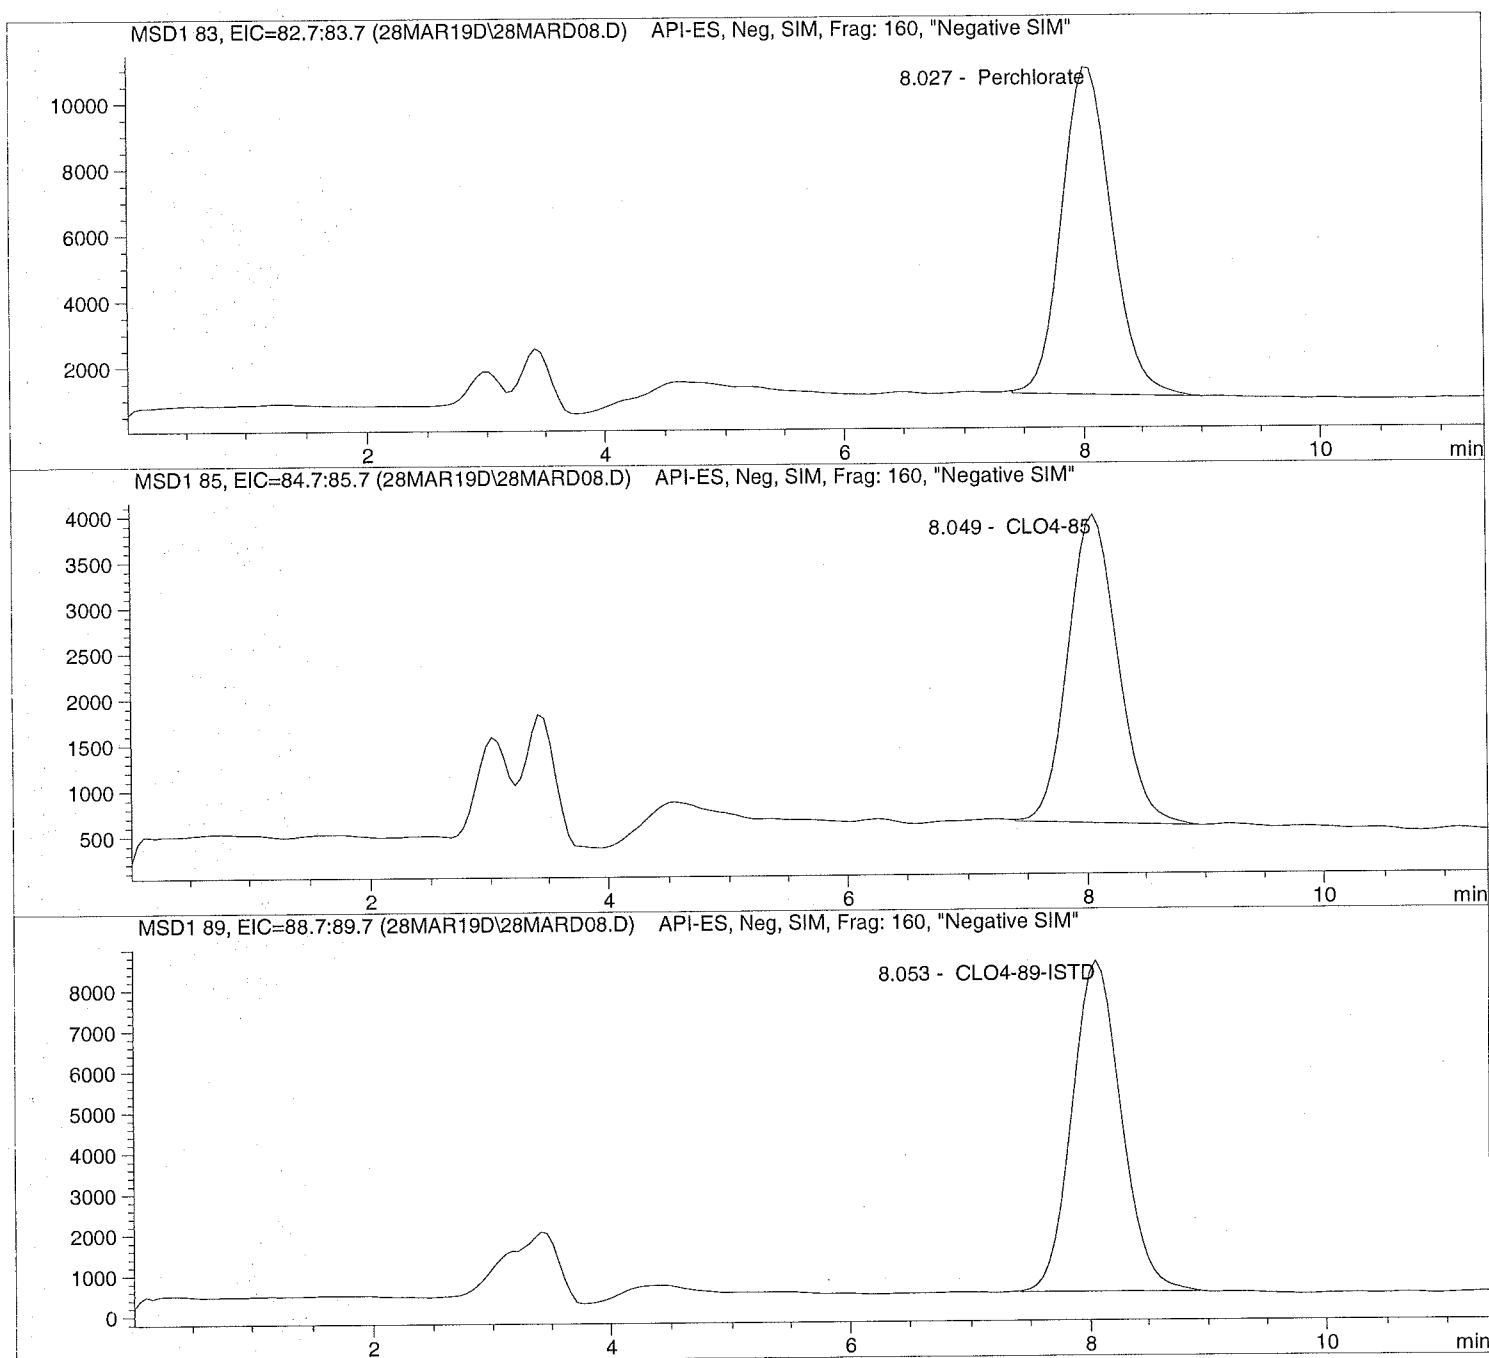 MSD1 83, EIC=82.7:83.7 (28MAR19D\28MARD08.D) API-ES, Neg, SIM, Frag: 160, "Negative SIM"
8.027 - Perchlorate
10000
8000
6000
4000
2000
2 4 6 8 10 min
MSD1 85, EIC=84.7:85.7 (28MAR19D\28MARD08.D) API-ES, Neg, SIM, Frag: 160, "Negative SIM"
8.049 - CLO4-85
4000
3500
3000
2500
2000
1500
1000
500
2 4 6 8 10 min
MSD1 89, EIC=88.7:89.7 (28MAR19D\28MARD08.D) API-ES, Neg, SIM, Frag: 160, "Negative SIM"
8.053 - CLO4-89-ISTD
8000
7000
6000
5000
4000
3000
2000
1000
0
2 4 6 8 10 min